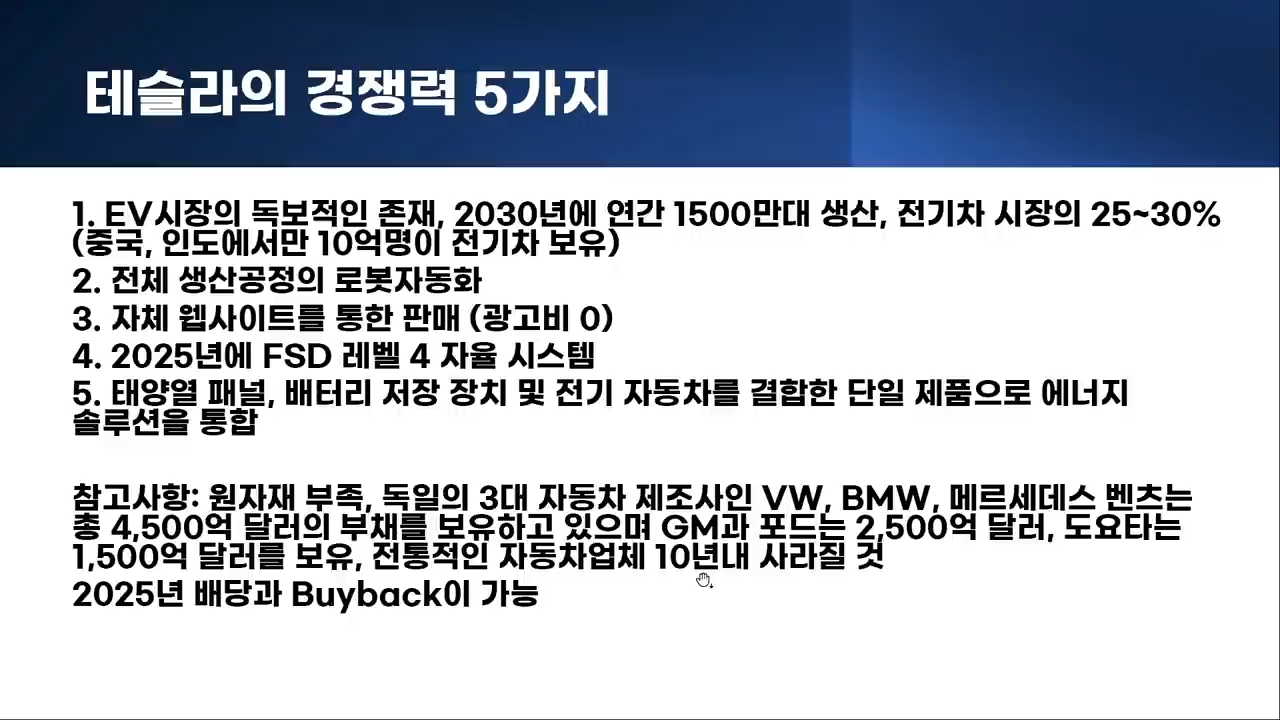 테슬라의 경쟁력 5가지
1. EV시장의 독보적인 존재, 2030년에 연간 1500만대 생산, 전기차 시장의 25~30%
(중국, 인도에서만 10억명이 전기차 보유)
2. 전체 생산공정의 로봇자동화
3. 자체 웹사이트를 통한 판매 (광고비 0)
4. 2025년에 FSD 레벨 4 자율 시스템
5. 태양열 패널, 배터리 저장 장치 및 전기 자동차를 결합한 단일 제품으로 에너지
솔루션을 통합
참고사항: 원자재 부족, 독일의 3대 자동차 제조사인 VW, BMW, 메르세데스 벤츠는
총 4,500억 달러의 부채를 보유하고 있으며 GM과 포드는 2,500억 달러, 도요타는
1,500억 달러를 보유, 전통적인 자동차업체 10년내 사라질 것
2025년 배당과 Buyback이 가능